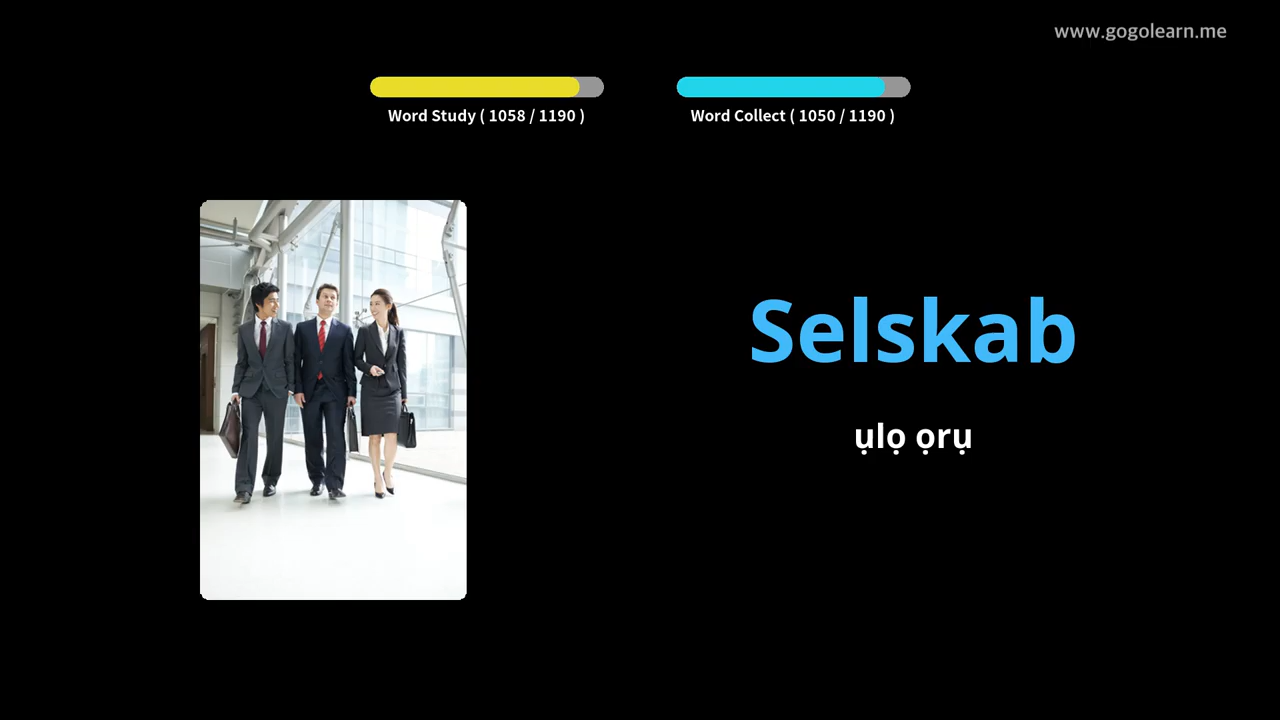 www.gogolearn.me
Word Study ( 1058 / 1190 )
Word Collect ( 1050 / 1190 )
Selskab
ụlọ ọrụ